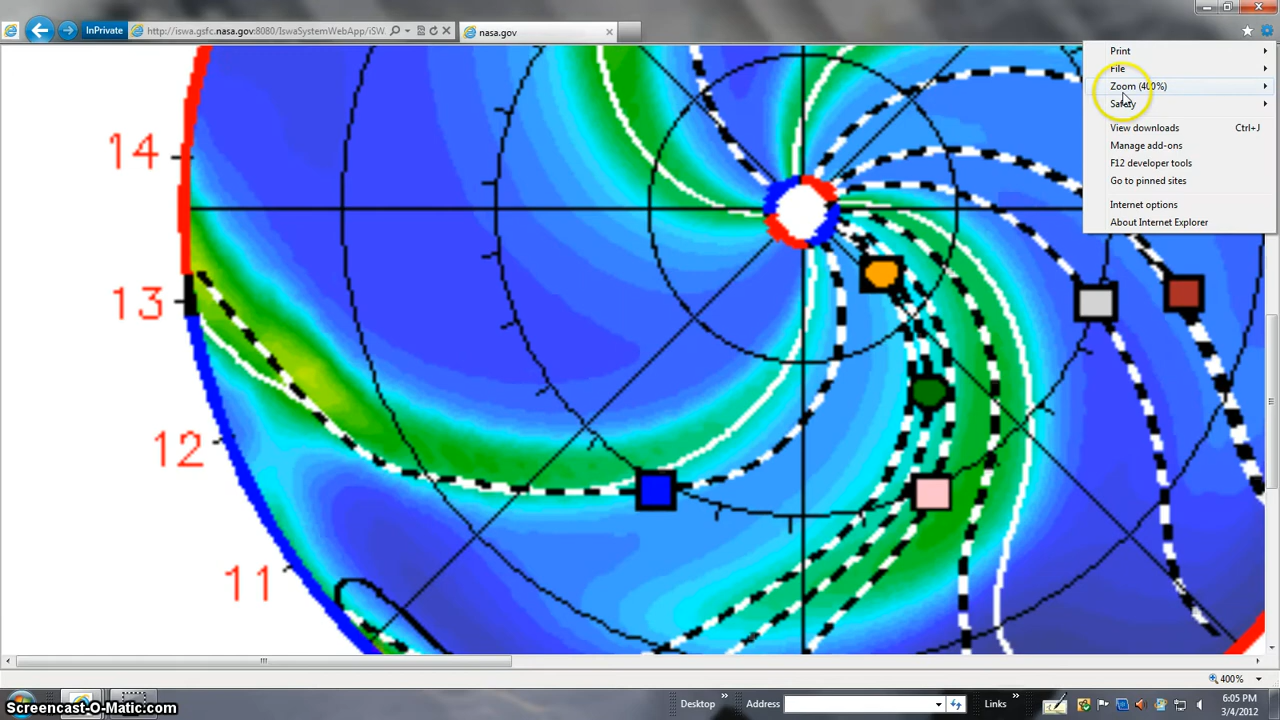 InPrivate
http://iswa.gsfc.nasa.gov:8080/IswaSystemWebApp/iSW
nasa.gov
Print
File
Zoom (400%)
Safety
View downloads Ctrl+J
Manage add-ons
F12 developer tools
Go to pinned sites
Internet options
About Internet Explorer
14
13
12
11
400%
Desktop
Address
Links
6:05 PM
3/4/2012
Screencast-O-Matic.com